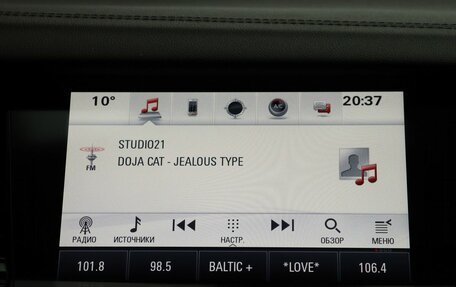 10° A/C 20:37
STUDIO21
FM DOJA CAT - JEALOUS TYPE
РАДИО ИСТОЧНИКИ НАСТР. ОБЗОР МЕНЮ
101.8 98.5 BALTIC + *LOVE* 106.4